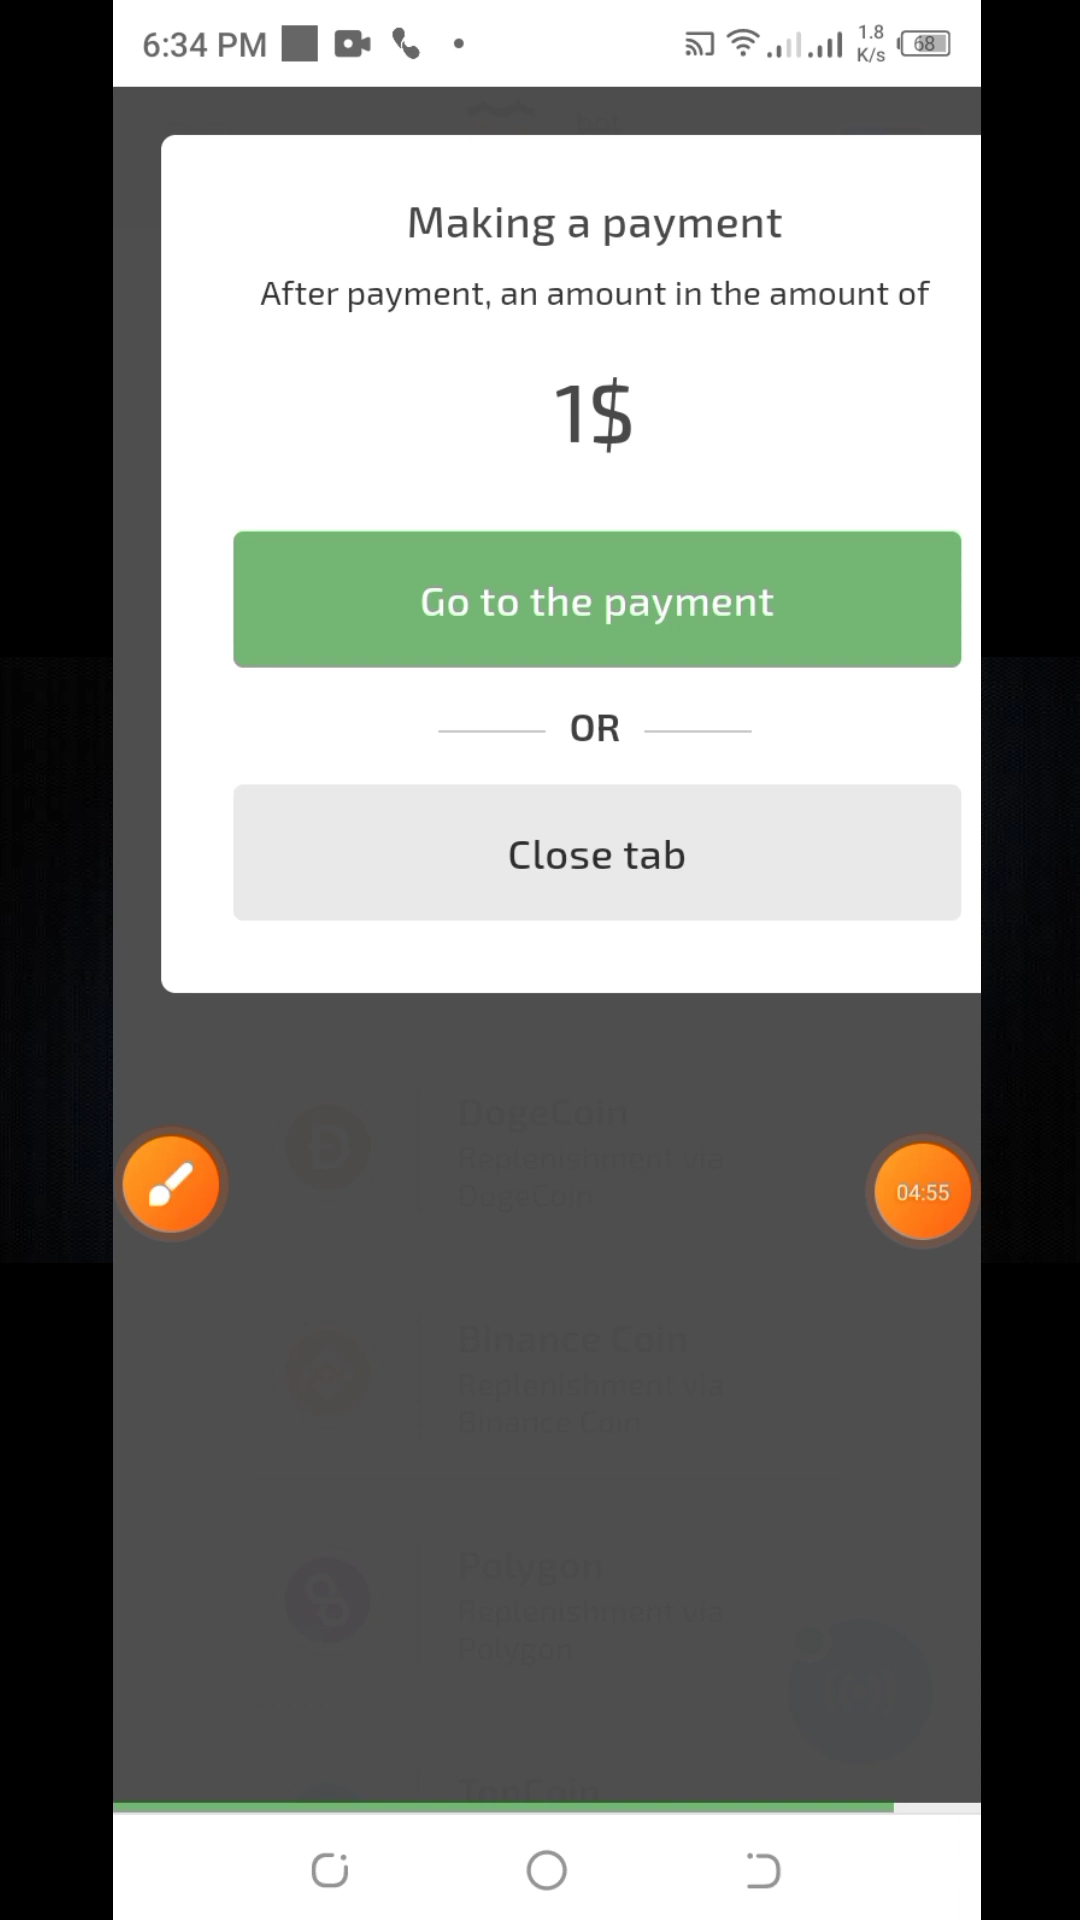 6:34 PM
1.8
K/s
68
Making a payment
After payment, an amount in the amount of
1$
Go to the payment
OR
Close tab
DogeCoin
Replenishment via
DogeCoin
04:55
Binance Coin
Replenishment via
Binance Coin
Polygon
Replenishment via
Polygon
TonCoin